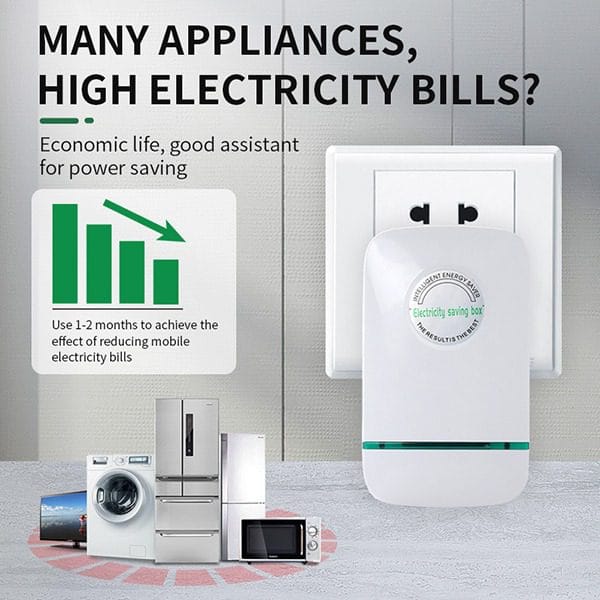 MANY APPLIANCES,
HIGH ELECTRICITY BILLS?
Economic life, good assistant
for power saving
Use 1-2 months to achieve the
effect of reducing mobile
electricity bills
INTELLIGENT ENERGY SAVER
Electricity saving box
THE RESULT IS THE BEST